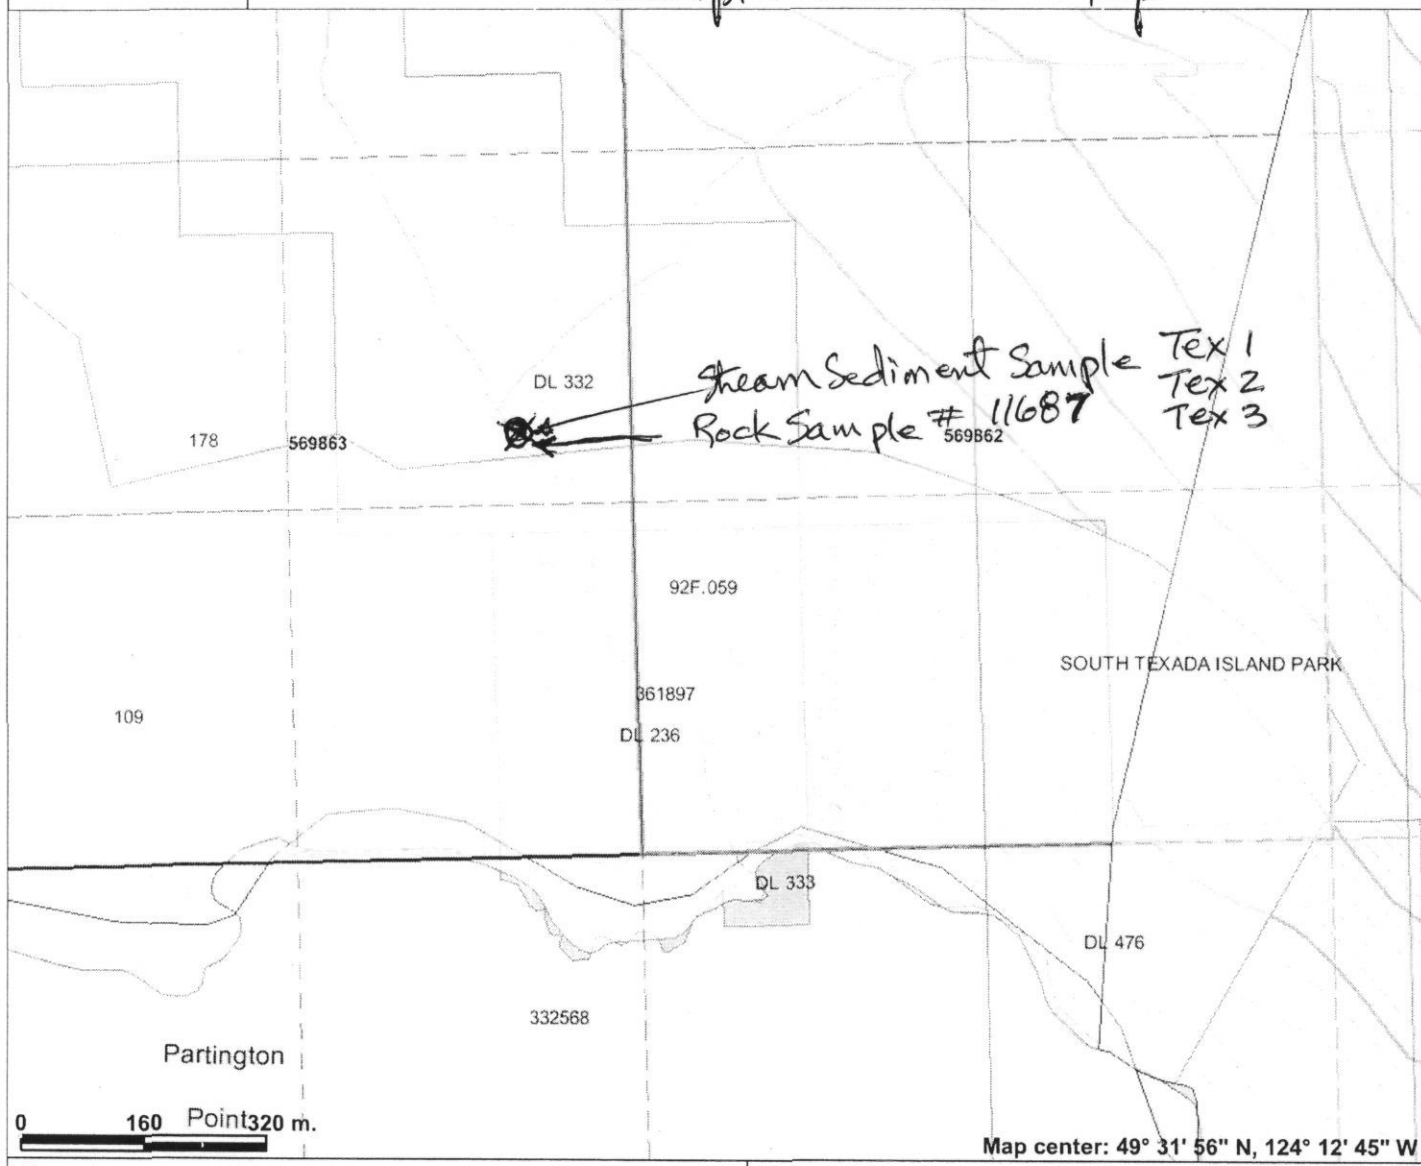 Stream Sediment Sample Tex 1
Tex 2
Rock Sample # 11687 Tex 3
DL 332
178
569863
569862
92F.059
SOUTH TEXADA ISLAND PARK
361897
109
DL 236
DL 333
DL 476
332568
Partington
Point
0 160 320 m.
Map center: 49° 31' 56" N, 124° 12' 45" W